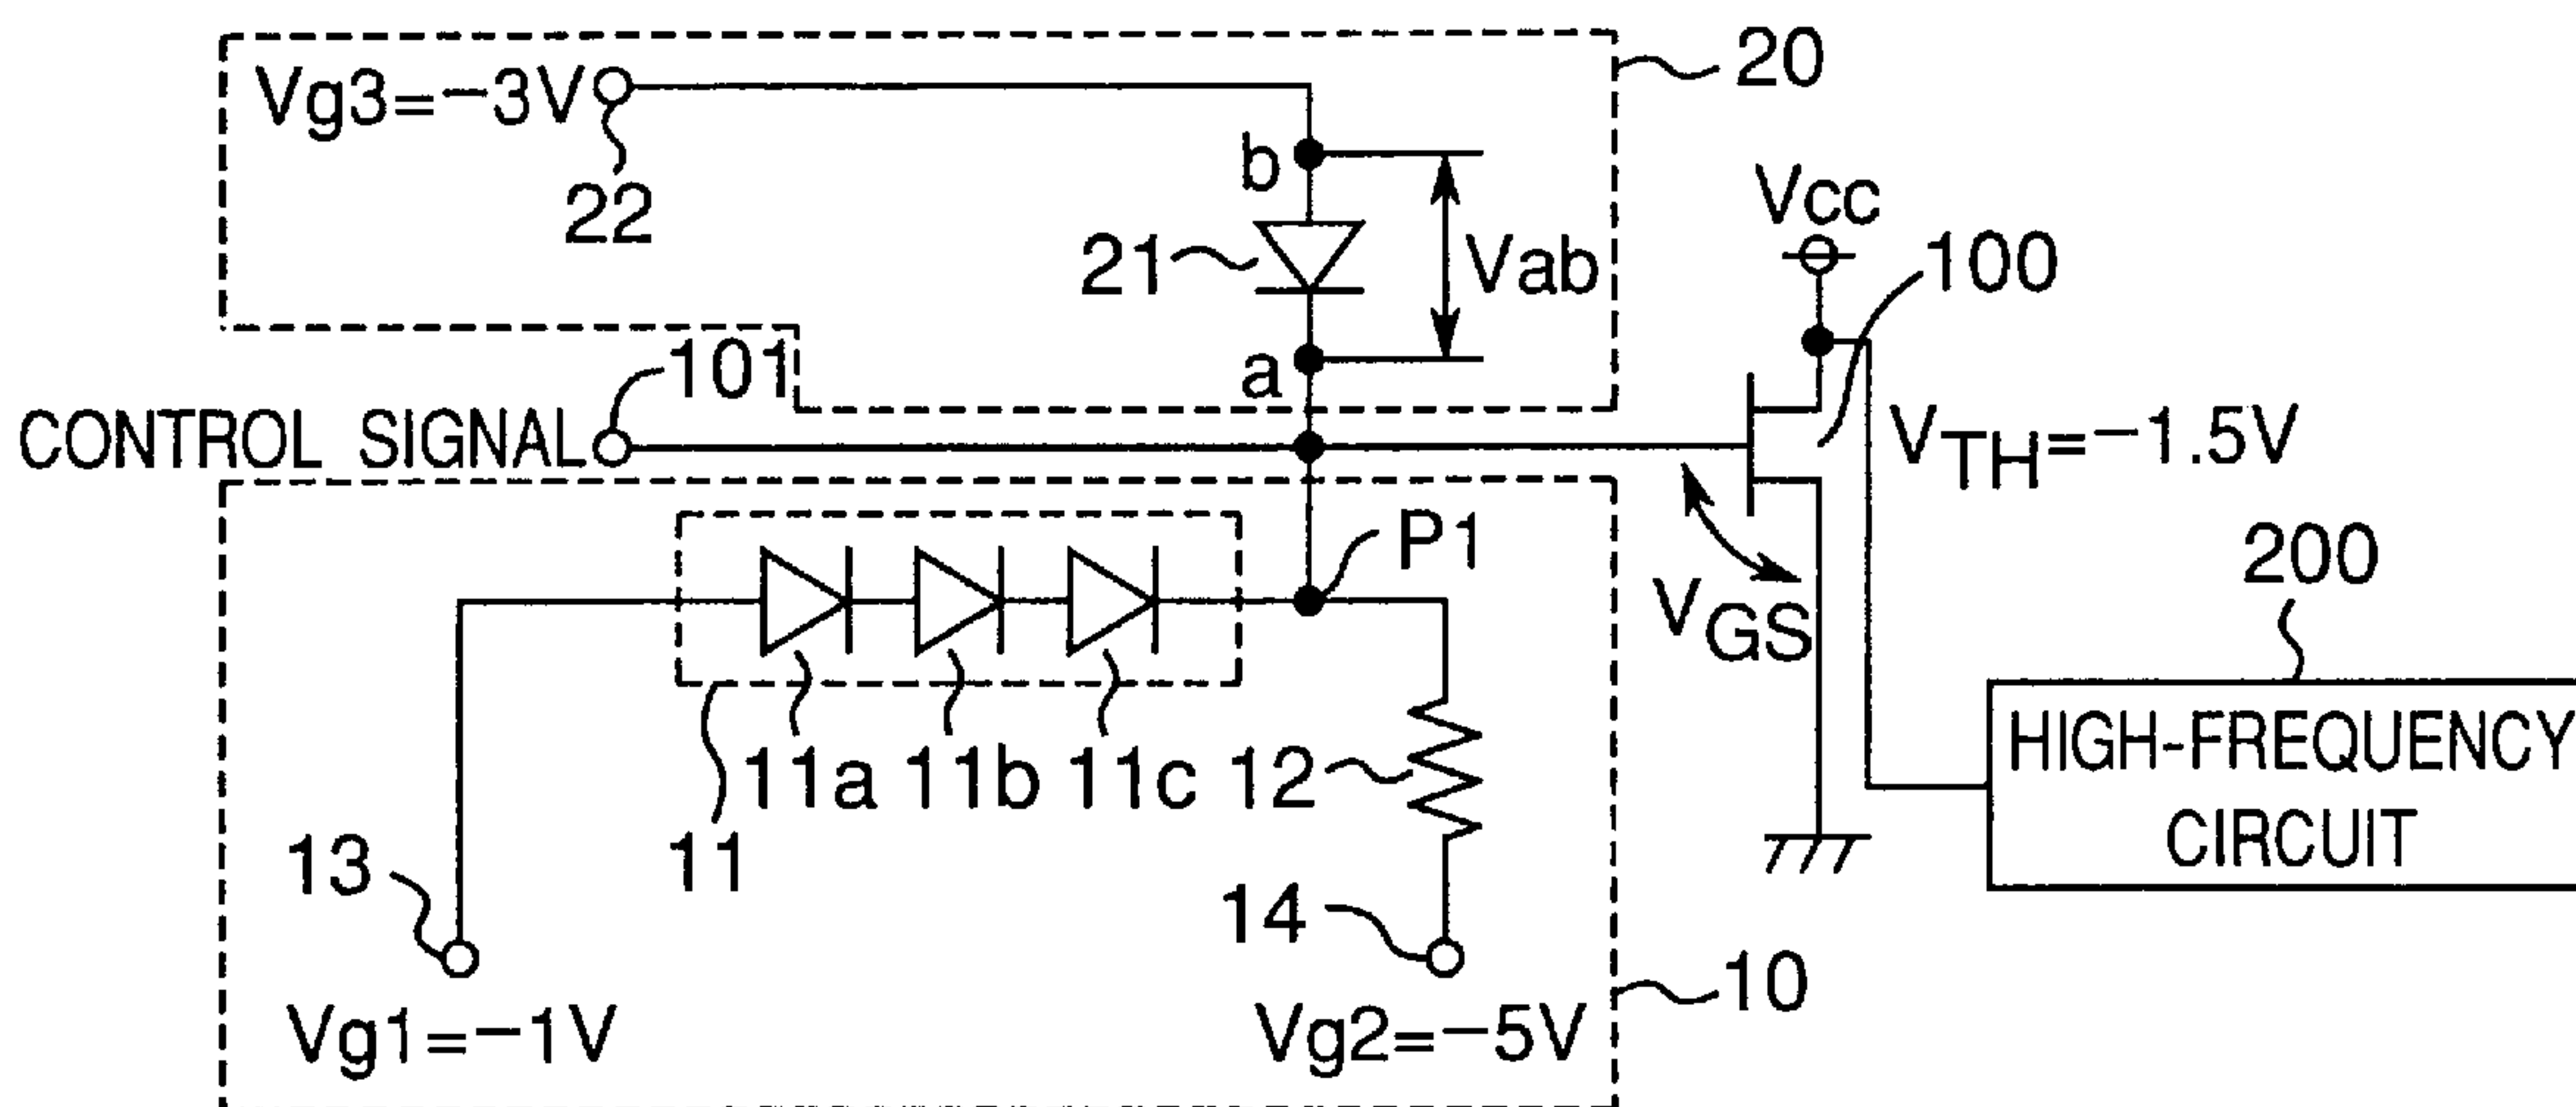 20
Vg3=−3V
22
b
21
Vab
a
Vcc
100
101
CONTROL SIGNAL
VTH=−1.5V
P1
VGS
200
HIGH-FREQUENCY
CIRCUIT
11a
11b
11c
12
11
13
14
10
Vg1=−1V
Vg2=−5V